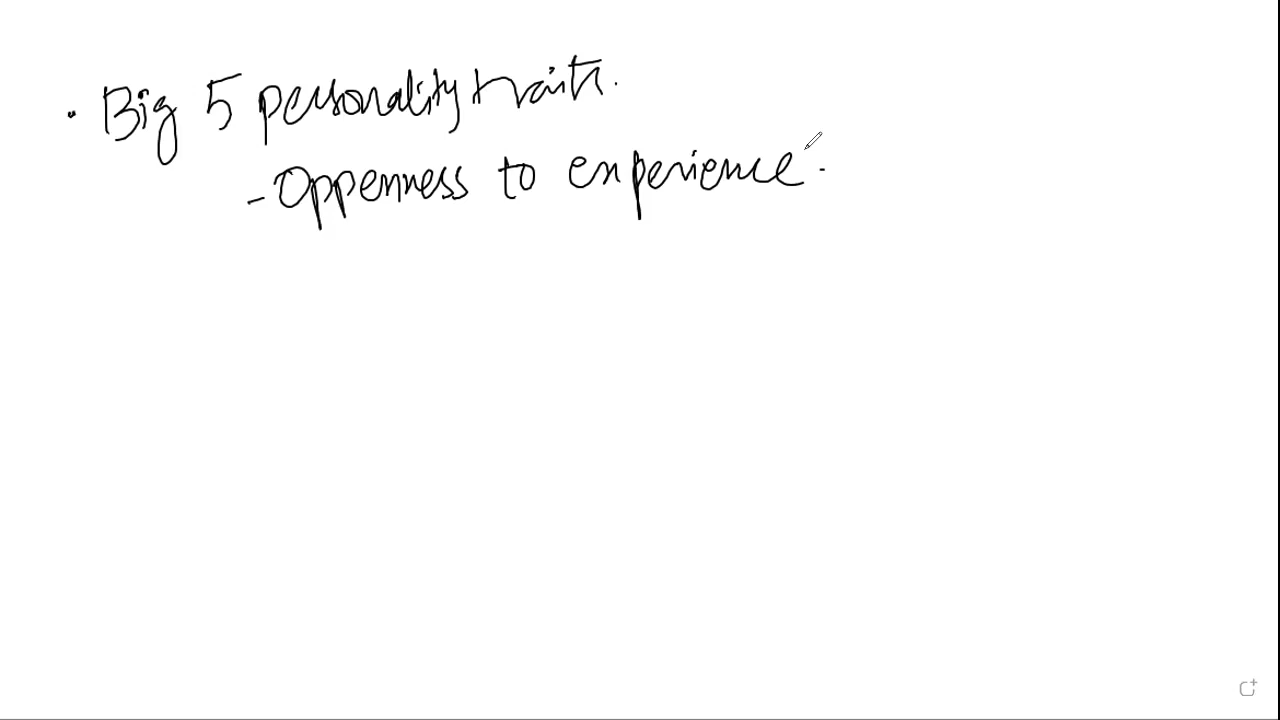 • Big 5 personality traits.
- Oppenness to experience.